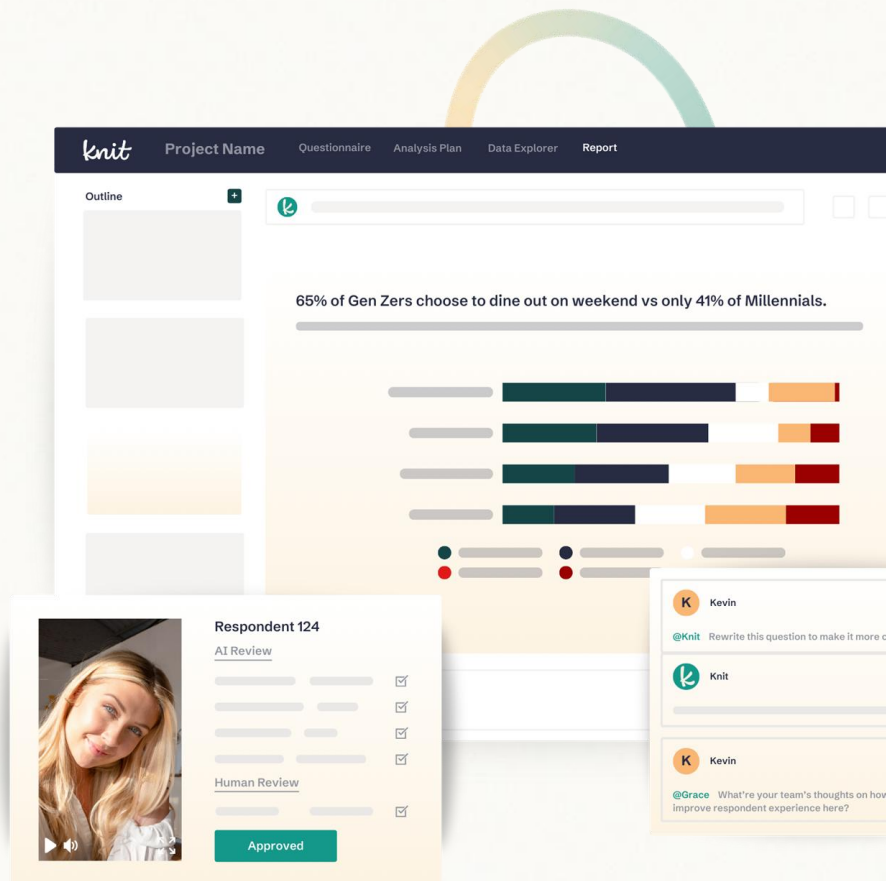 knit Project Name Questionnaire Analysis Plan Data Explorer Report
Outline
65% of Gen Zers choose to dine out on weekend vs only 41% of Millennials.
Respondent 124
AI Review
Human Review
Approved
K Kevin
@Knit Rewrite this question to make it more
Knit
K Kevin
@Grace What're your team's thoughts on how
improve respondent experience here?